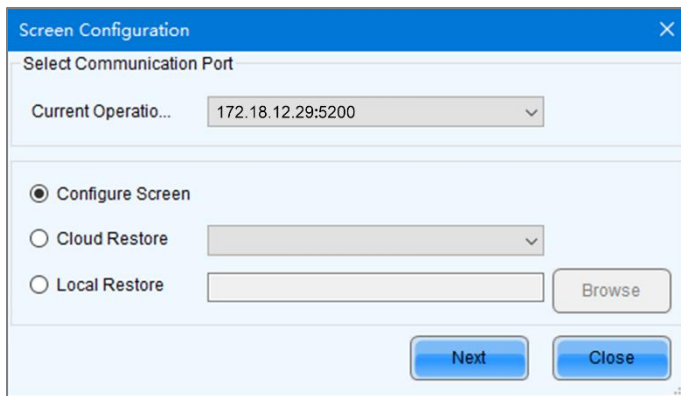 Screen Configuration
Select Communication Port
Current Operatio... 172.18.12.29:5200
Configure Screen
Cloud Restore
Local Restore Browse
Next Close